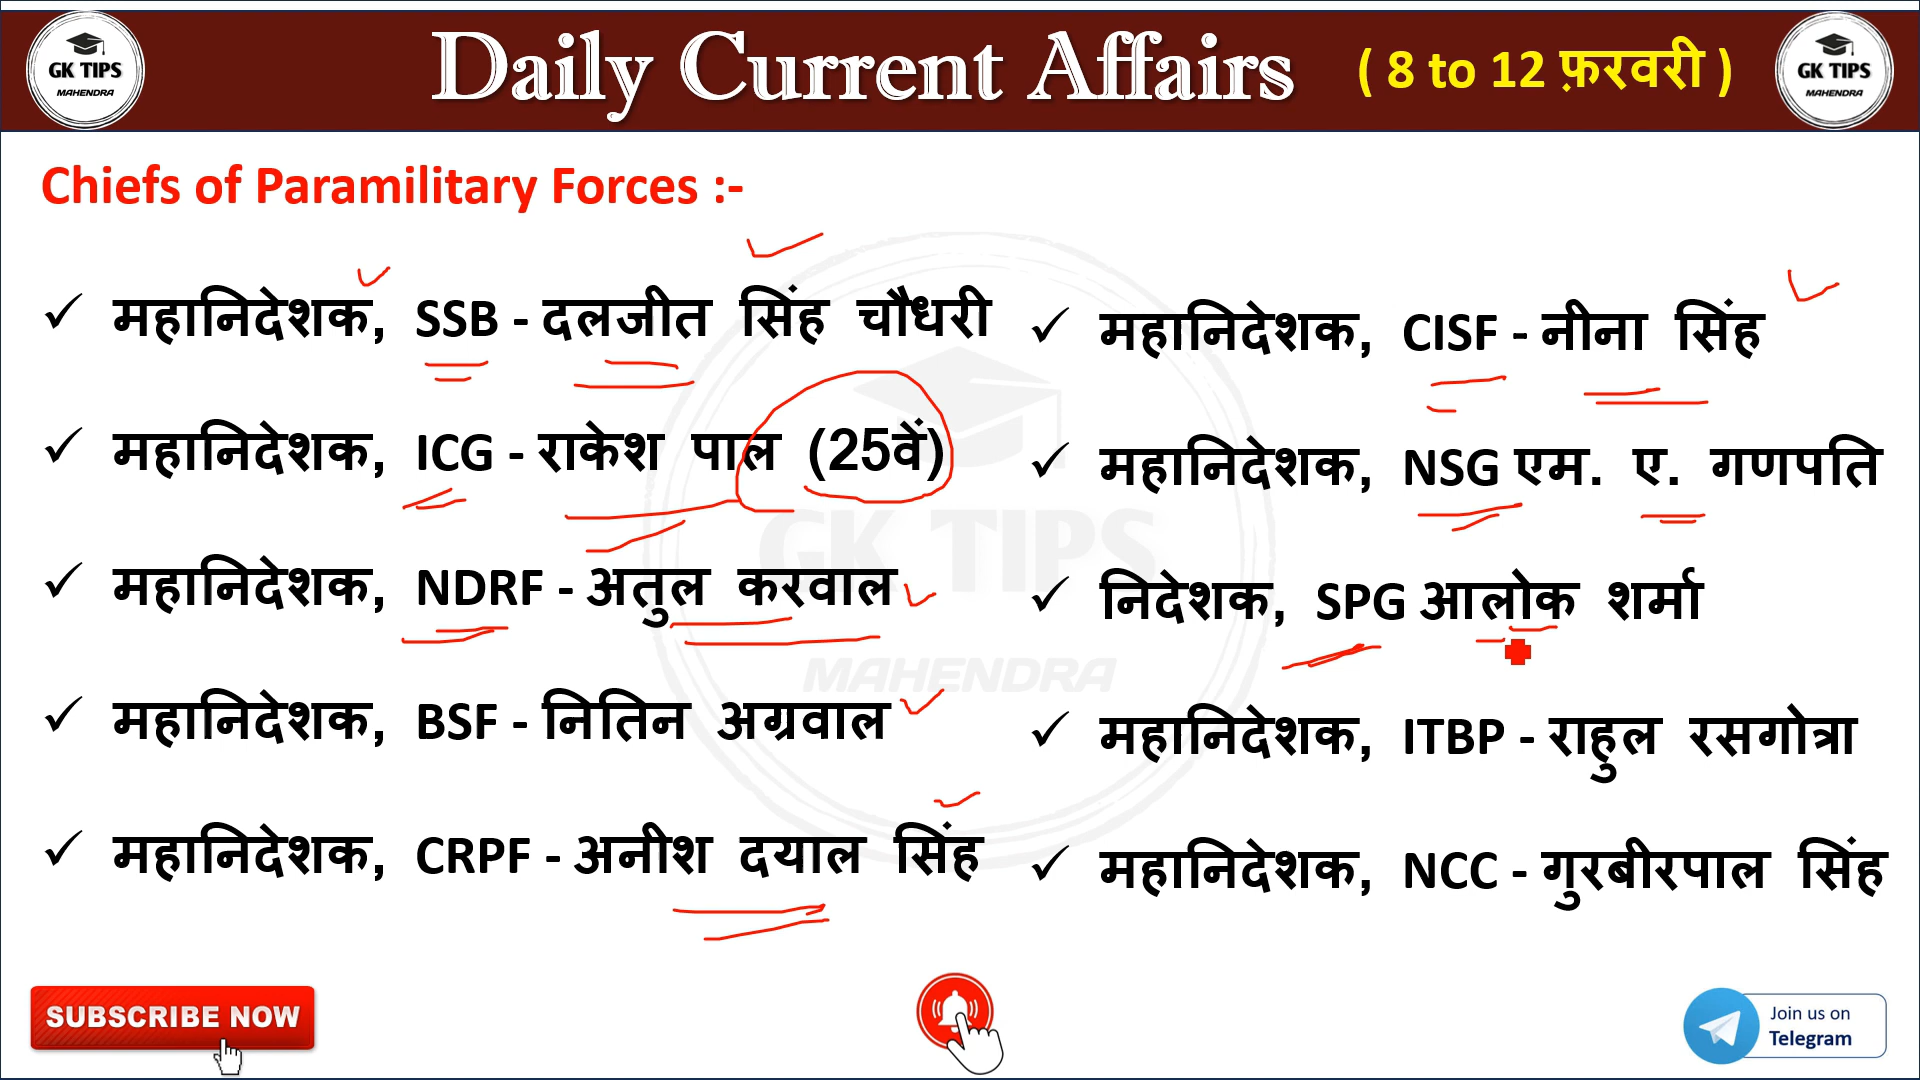 GK TIPS
MAHENDRA
Daily Current Affairs
( 8 to 12 फ़रवरी )
GK TIPS
MAHENDRA
Chiefs of Paramilitary Forces :-
✓ महानिदेशक, SSB - दलजीत सिंह चौधरी
✓ महानिदेशक, ICG - राकेश पाल (25वें)
✓ महानिदेशक, NDRF - अतुल करवाल
✓ महानिदेशक, BSF - नितिन अग्रवाल
✓ महानिदेशक, CRPF - अनीश दयाल सिंह
✓ महानिदेशक, CISF - नीना सिंह
✓ महानिदेशक, NSG एम. ए. गणपति
✓ निदेशक, SPG आलोक शर्मा
✓ महानिदेशक, ITBP - राहुल रसगोत्रा
✓ महानिदेशक, NCC - गुरबीरपाल सिंह
GK TIPS
MAHENDRA
SUBSCRIBE NOW
Join us on
Telegram